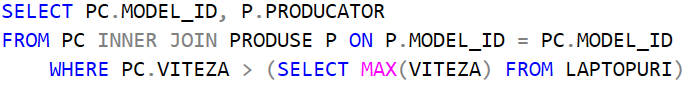 SELECT PC.MODEL_ID, P.PRODUCATOR
FROM PC INNER JOIN PRODUSE P ON P.MODEL_ID = PC.MODEL_ID
WHERE PC.VITEZA > (SELECT MAX(VITEZA) FROM LAPTOPURI)